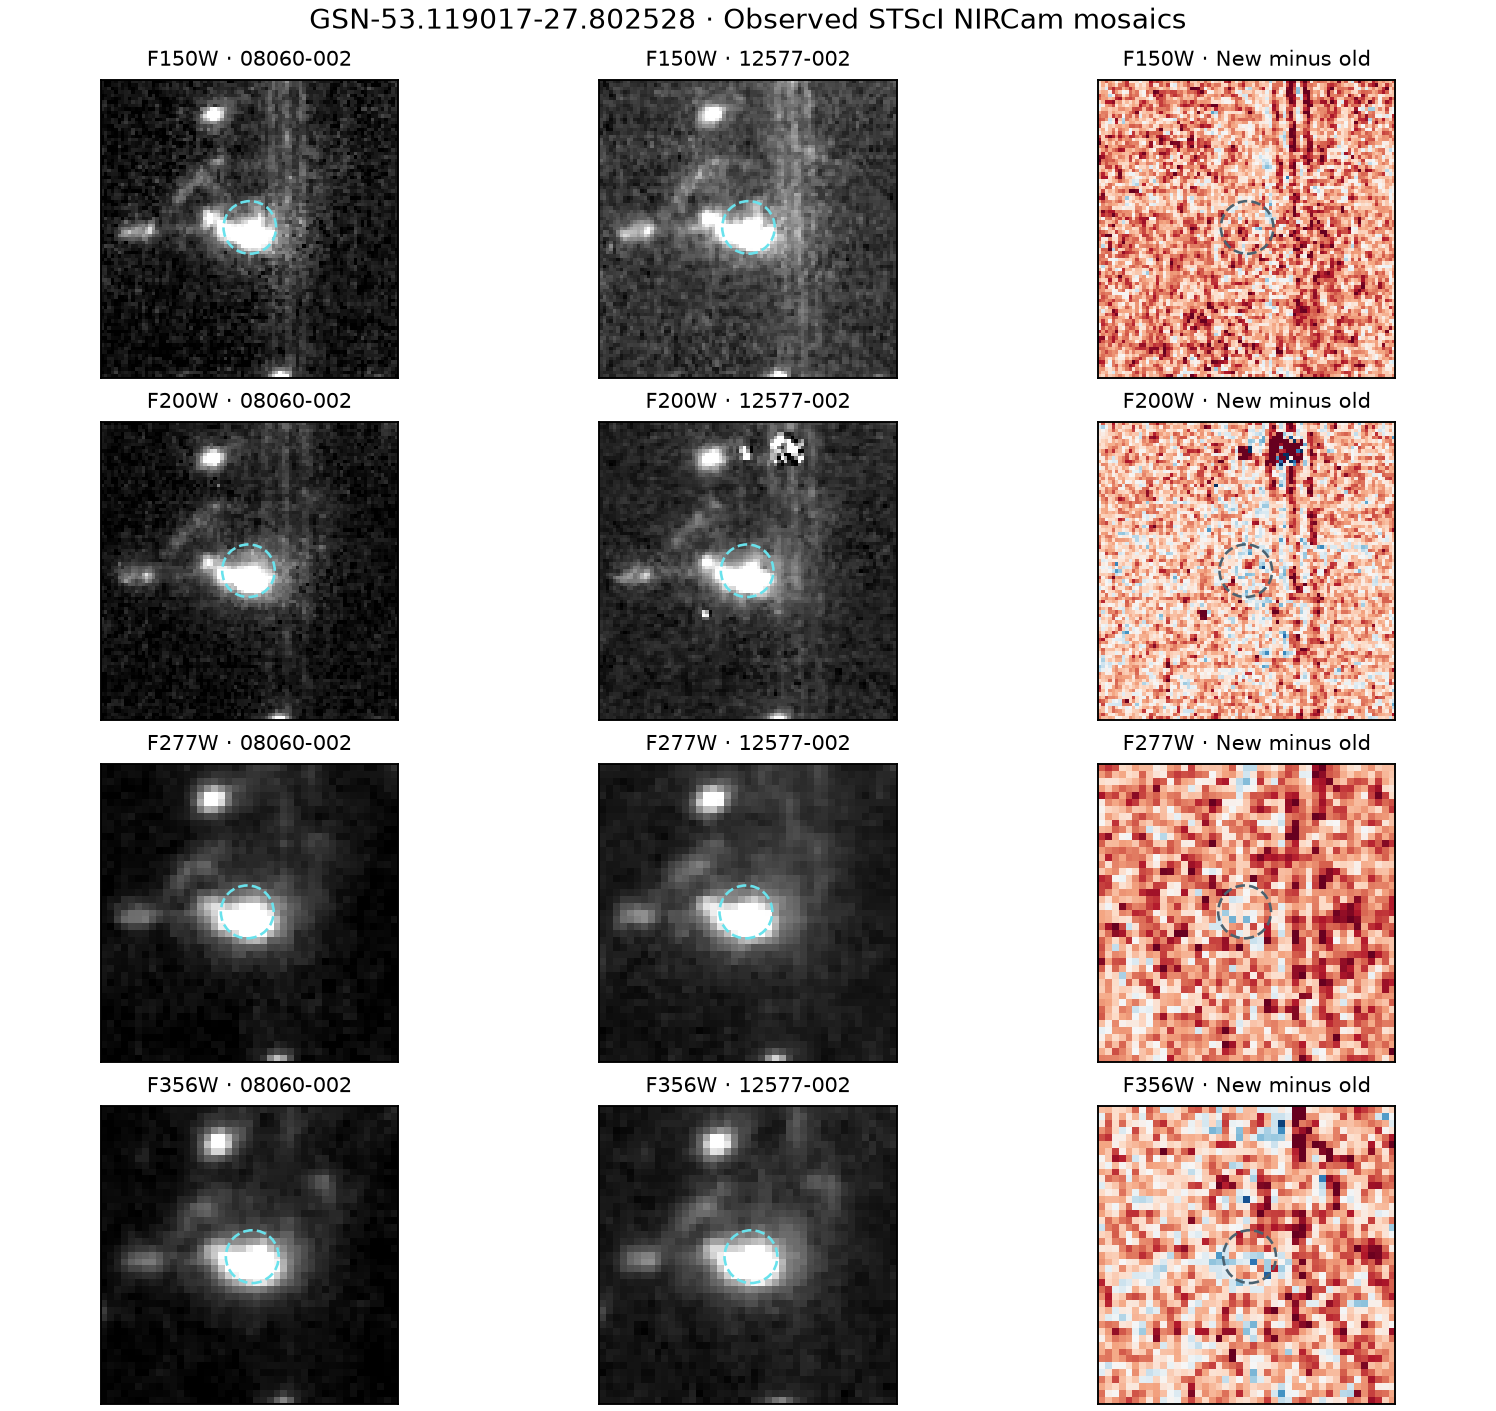 GSN-53.119017-27.802528 · Observed STScI NIRCam mosaics
F150W · 08060-002
F150W · 12577-002
F150W · New minus old
F200W · 08060-002
F200W · 12577-002
F200W · New minus old
F277W · 08060-002
F277W · 12577-002
F277W · New minus old
F356W · 08060-002
F356W · 12577-002
F356W · New minus old